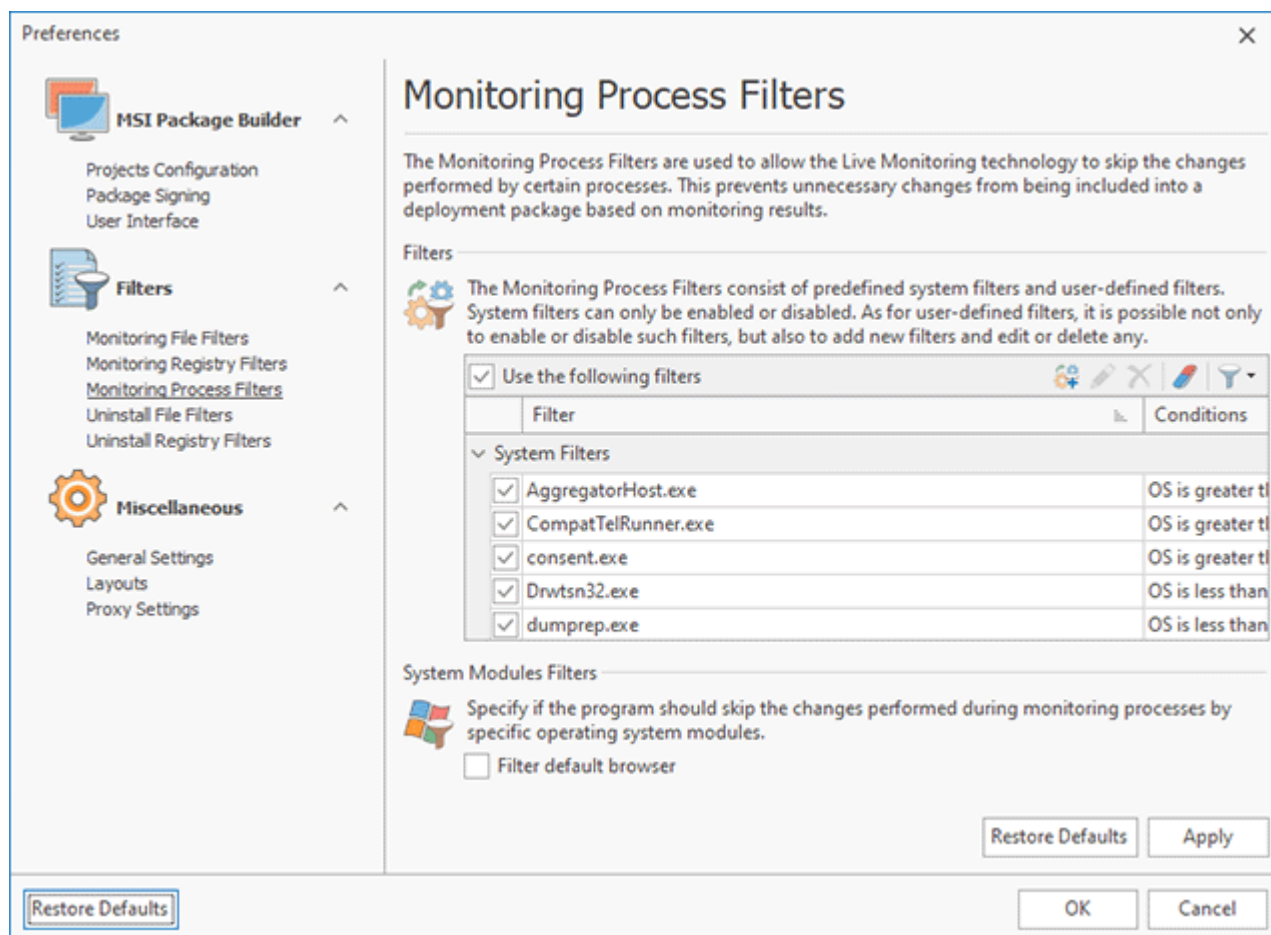 Preferences
MSI Package Builder
Projects Configuration
Package Signing
User Interface
Filters
Monitoring File Filters
Monitoring Registry Filters
Monitoring Process Filters
Uninstall File Filters
Uninstall Registry Filters
Miscellaneous
General Settings
Layouts
Proxy Settings
Monitoring Process Filters
The Monitoring Process Filters are used to allow the Live Monitoring technology to skip the changes
performed by certain processes. This prevents unnecessary changes from being included into a
deployment package based on monitoring results.
Filters
The Monitoring Process Filters consist of predefined system filters and user-defined filters.
System filters can only be enabled or disabled. As for user-defined filters, it is possible not only
to enable or disable such filters, but also to add new filters and edit or delete any.
Use the following filters
Filter Conditions
System Filters
AggregatorHost.exe OS is greater
CompatTelRunner.exe OS is greater
consent.exe OS is greater
Drwtsn32.exe OS is less than
dumprep.exe OS is less than
System Modules Filters
Specify if the program should skip the changes performed during monitoring processes by
specific operating system modules.
Filter default browser
Restore Defaults Apply
Restore Defaults OK Cancel